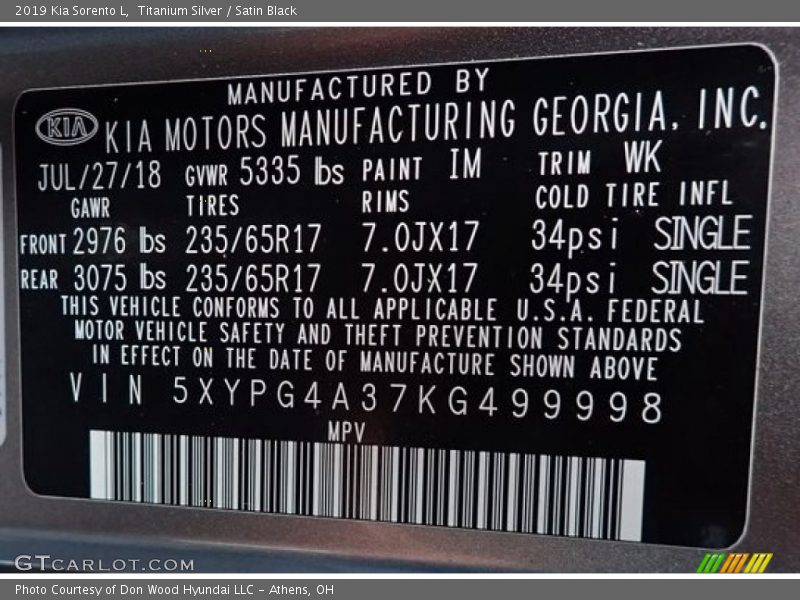 2019 Kia Sorento L,  Titanium Silver / Satin Black
MANUFACTURED BY
KIA KIA MOTORS MANUFACTURING GEORGIA, INC.
JUL/27/18 GVWR 5335 lbs PAINT IM TRIM WK
GAWR TIRES RIMS COLD TIRE INFL
FRONT 2976 lbs 235/65R17 7.0JX17 34psi SINGLE
REAR 3075 lbs 235/65R17 7.0JX17 34psi SINGLE
THIS VEHICLE CONFORMS TO ALL APPLICABLE U.S.A. FEDERAL
MOTOR VEHICLE SAFETY AND THEFT PREVENTION STANDARDS
IN EFFECT ON THE DATE OF MANUFACTURE SHOWN ABOVE
VIN 5XYPG4A37KG499998
MPV
GTCARLOT.COM
Photo Courtesy of Don Wood Hyundai LLC - Athens, OH